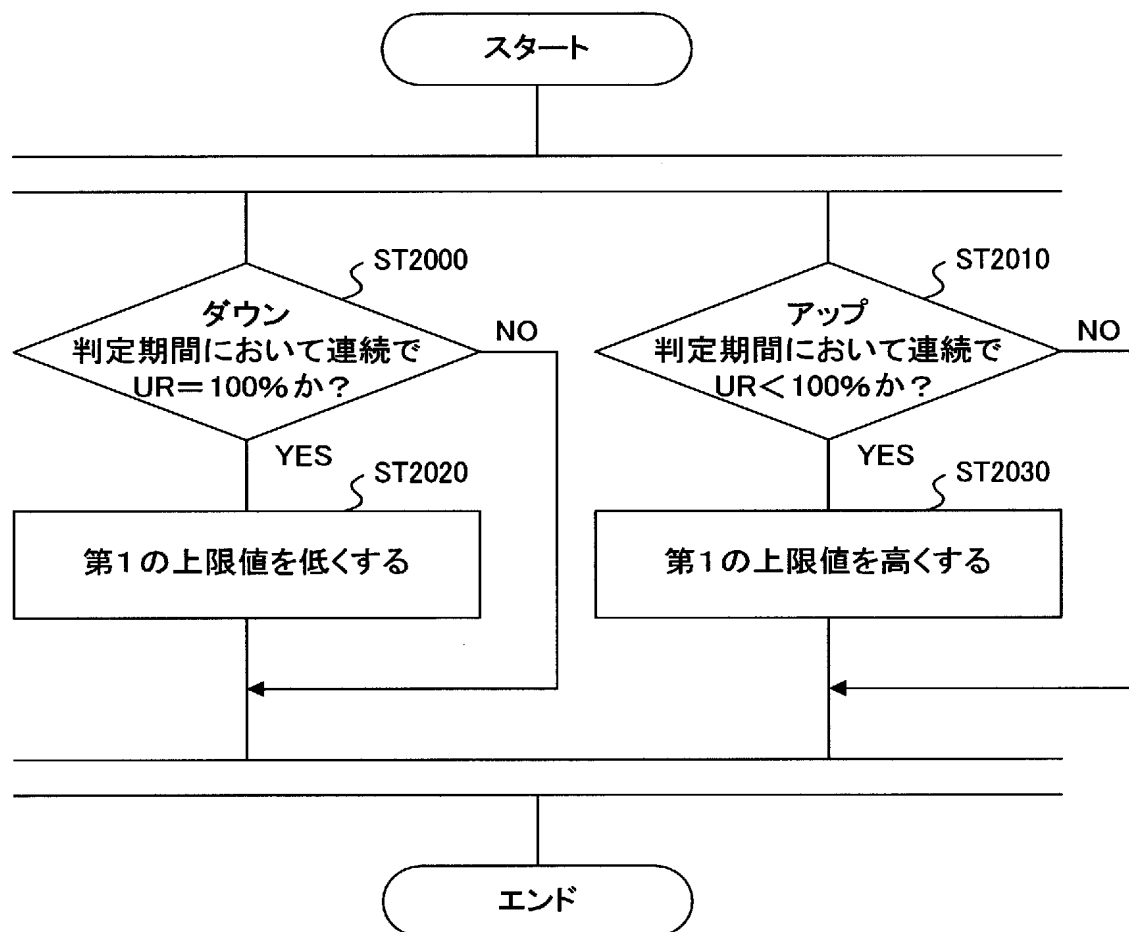 スタート
ST2000
ダウン
判定期間において連続で
UR=100%か?
NO
YES
ST2020
第1の上限値を低くする
ST2010
アップ
判定期間において連続で
UR<100%か?
NO
YES
ST2030
第1の上限値を高くする
エンド